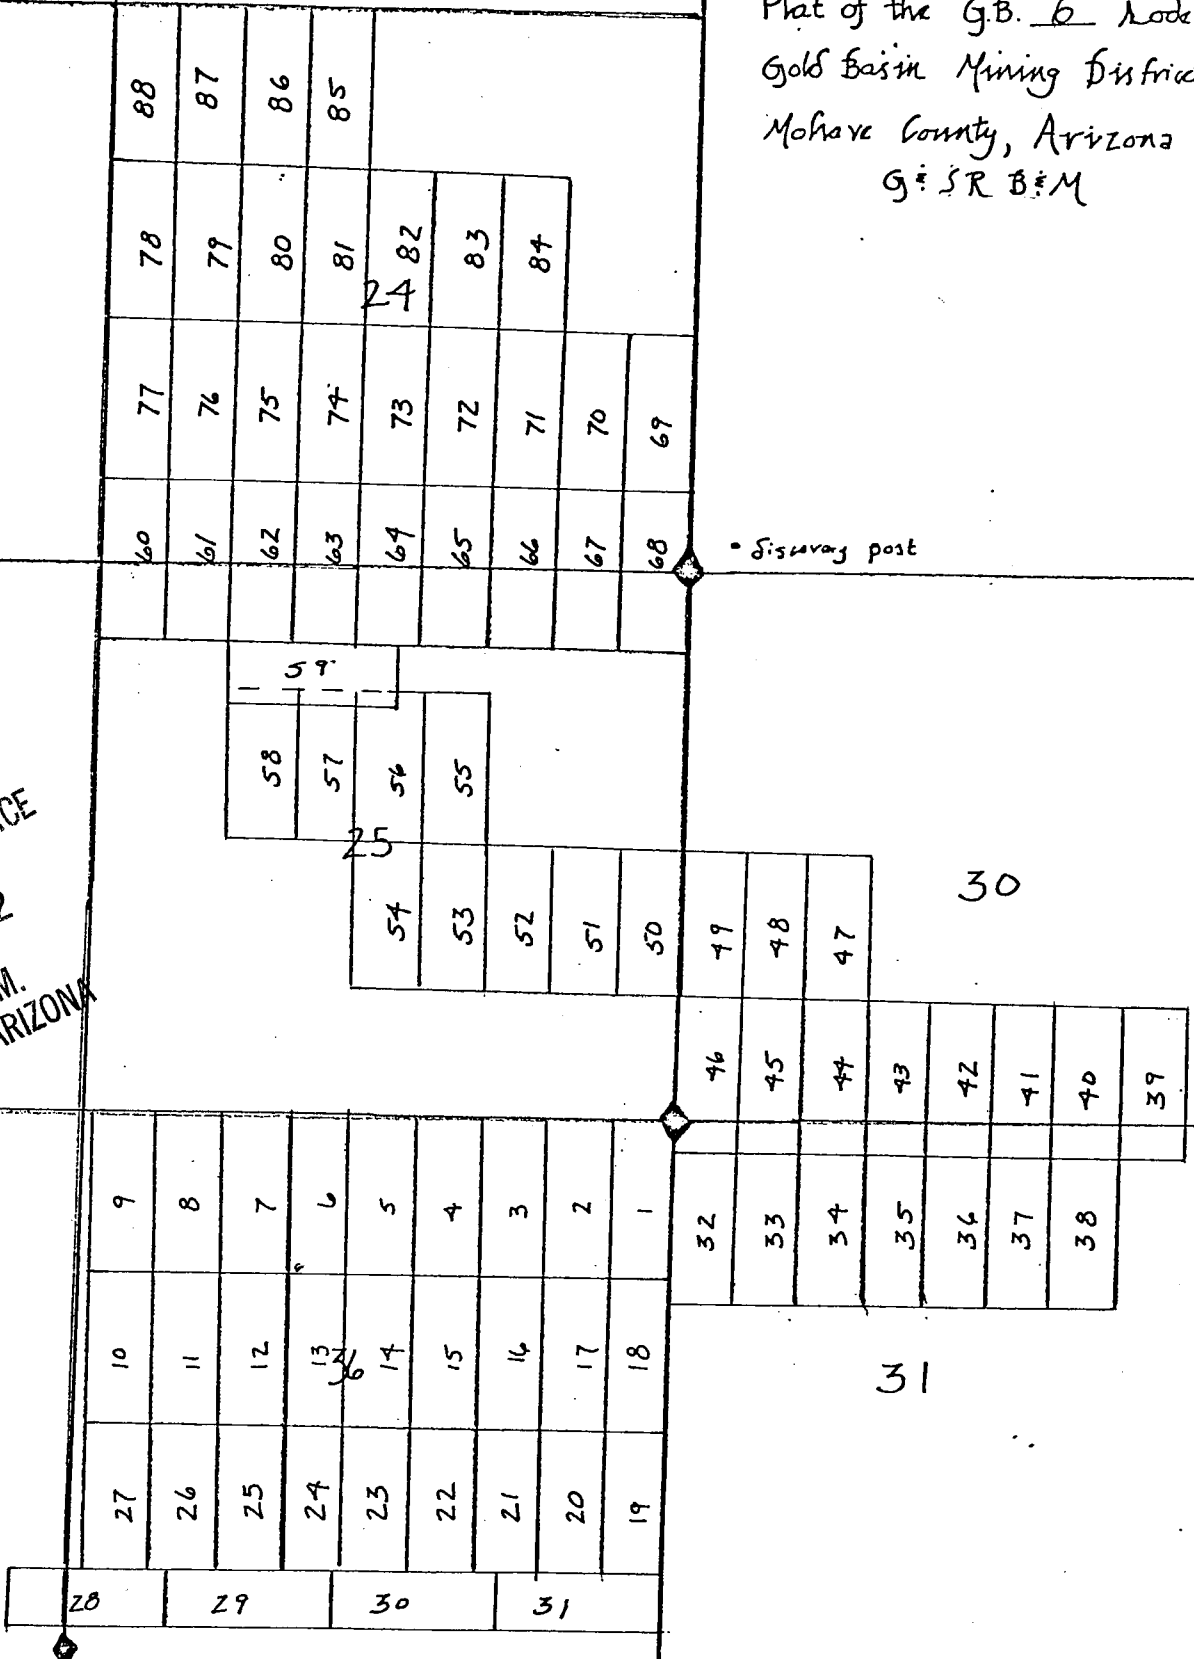 Plat of the G.B. 6 Lode
Gold Basin Mining District
Mohave County, Arizona
G & S R B & M
88 87 86 85
78 79 80 81 82 83 84
24
77 76 75 74 73 72 71 70 69
60 61 62 63 64 65 66 67 68
• discovery post
59
58 57 56 55
25
54 53 52 51 50 49 48 47
30
46 45 44 43 42 41 40 39
9 8 7 6 5 4 3 2 1
32 33 34 35 36 37 38
10 11 12 13 14 15 16 17 18
36
31
27 26 25 24 23 22 21 20 19
28 29 30 31
CE
2
M.
ARIZONA